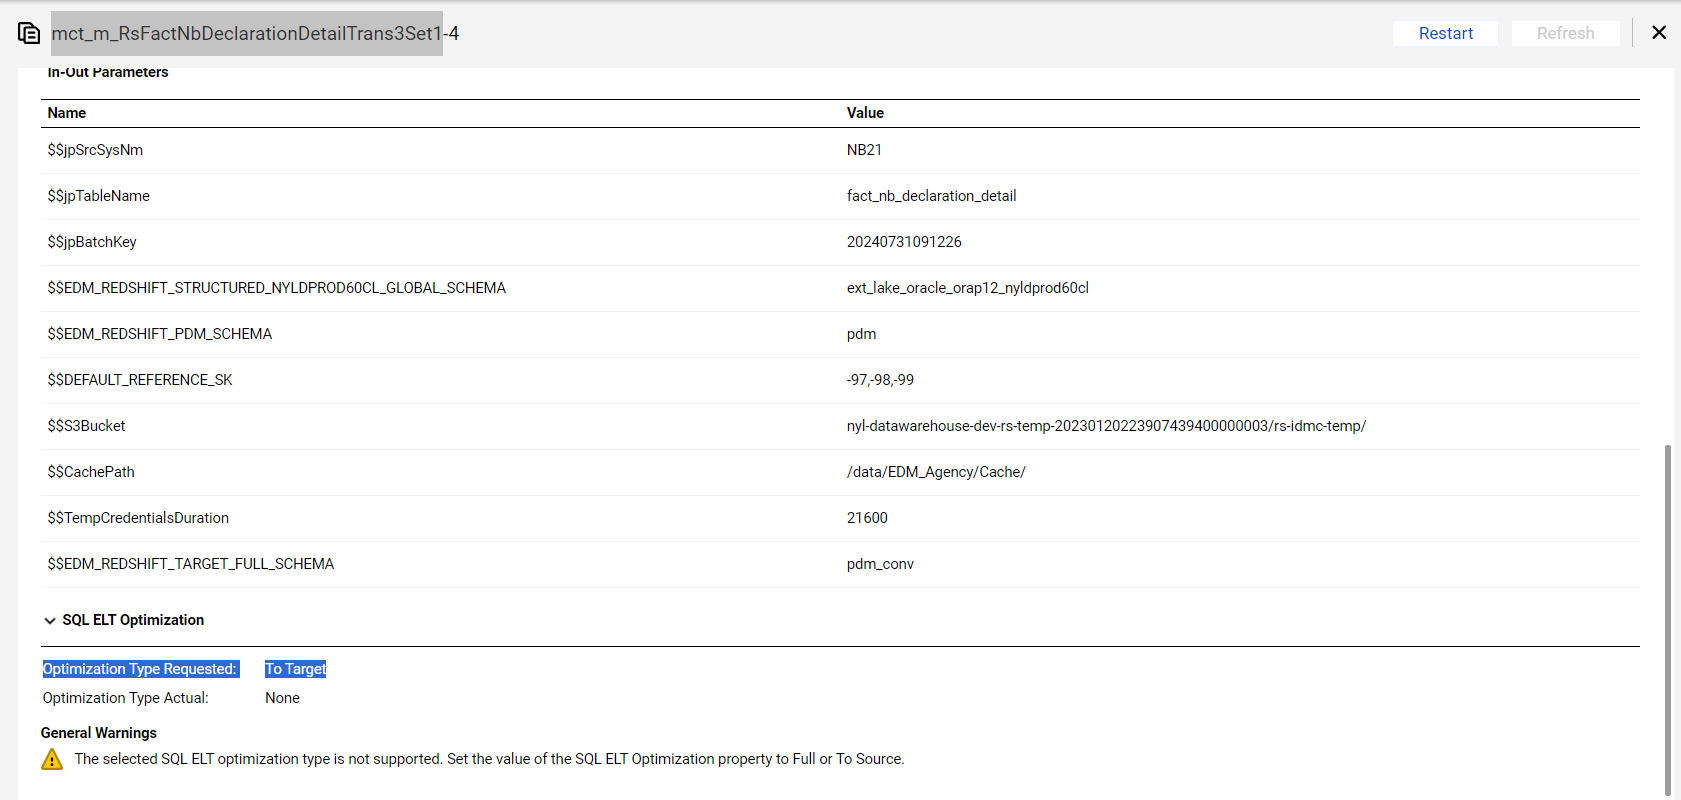 mct_m_RsFactNbDeclarationDetailTrans3Set1-4
Restart
Refresh
In-Out Parameters
Name Value
$$jpSrcSysNm NB21
$$jpTableName fact_nb_declaration_detail
$$jpBatchKey 20240731091226
$$EDM_REDSHIFT_STRUCTURED_NYLDPROD60CL_GLOBAL_SCHEMA ext_lake_oracle_orap12_nyldprod60cl
$$EDM_REDSHIFT_PDM_SCHEMA pdm
$$DEFAULT_REFERENCE_SK -97,-98,-99
$$S3Bucket nyl-datawarehouse-dev-rs-temp-20230120223907439400000003/rs-idmc-temp/
$$CachePath /data/EDM_Agency/Cache/
$$TempCredentialsDuration 21600
$$EDM_REDSHIFT_TARGET_FULL_SCHEMA pdm_conv
SQL ELT Optimization
Optimization Type Requested: To Target
Optimization Type Actual: None
General Warnings
The selected SQL ELT optimization type is not supported. Set the value of the SQL ELT Optimization property to Full or To Source.